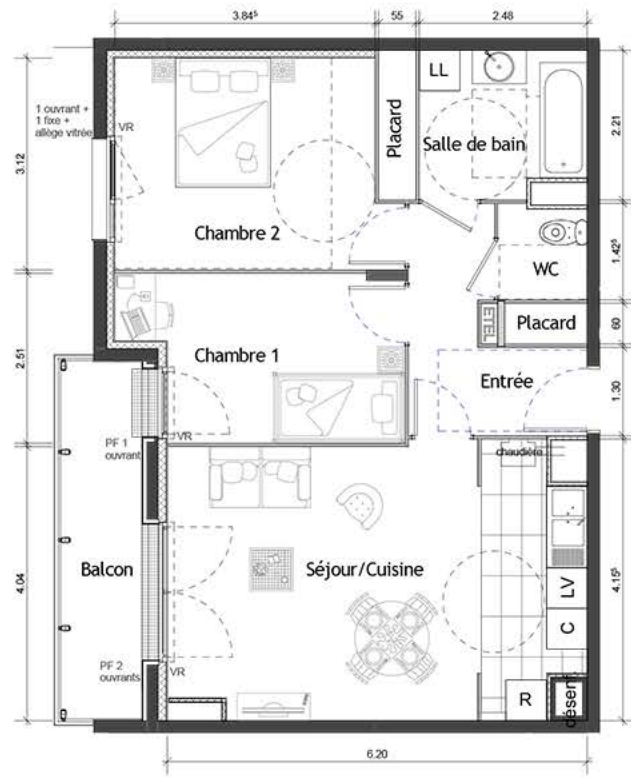 3.84⁵
55
2.48
1 ouvrant +
1 fixe +
allège vitrée
VR
LL
Placard
Salle de bain
2.21
3.12
Chambre 2
WC
1.42⁵
ETEL
Placard
60
Chambre 1
2.51
Entrée
1.30
PF 1
ouvrant
VR
chaudière
Balcon
Séjour/Cuisine
LV
C
4.04
4.15⁵
PF 2
ouvrants
VR
R
désenf.
6.20